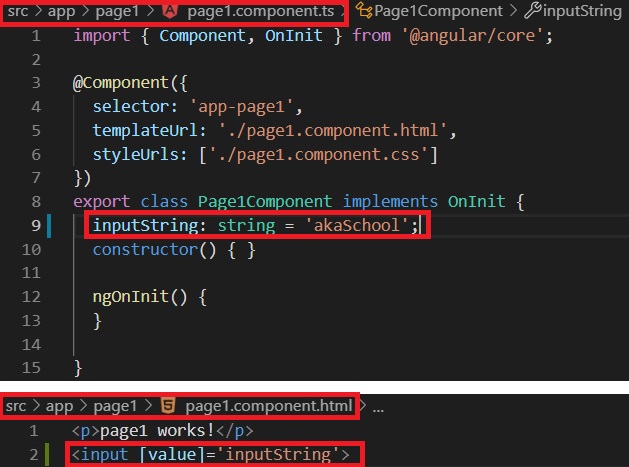 src > app > page1 > page1.component.ts > Page1Component > inputString
1 import { Component, OnInit } from '@angular/core';
2
3 @Component({
4 selector: 'app-page1',
5 templateUrl: './page1.component.html',
6 styleUrls: ['./page1.component.css']
7 })
8 export class Page1Component implements OnInit {
9 inputString: string = 'akaSchool';
10 constructor() { }
11
12 ngOnInit() {
13 }
14
15 }
src > app > page1 > page1.component.html > ...
1 <p>page1 works!</p>
2 <input [value]='inputString'>